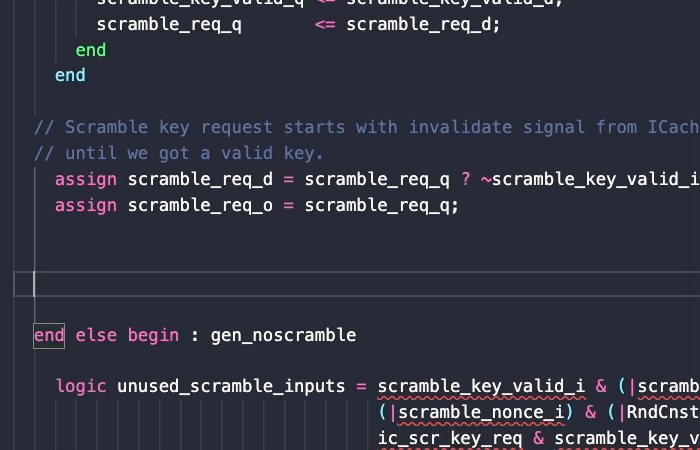 scramble_key_valid_q <= scramble_key_valid_d;
scramble_req_q <= scramble_req_d;
end
end
// Scramble key request starts with invalidate signal from ICach
// until we got a valid key.
assign scramble_req_d = scramble_req_q ? ~scramble_key_valid_i
assign scramble_req_o = scramble_req_q;
end else begin : gen_noscramble
logic unused_scramble_inputs = scramble_key_valid_i & (|scramb
(|scramble_nonce_i) & (|RndCnst
ic_scr_key_req & scramble_key_v